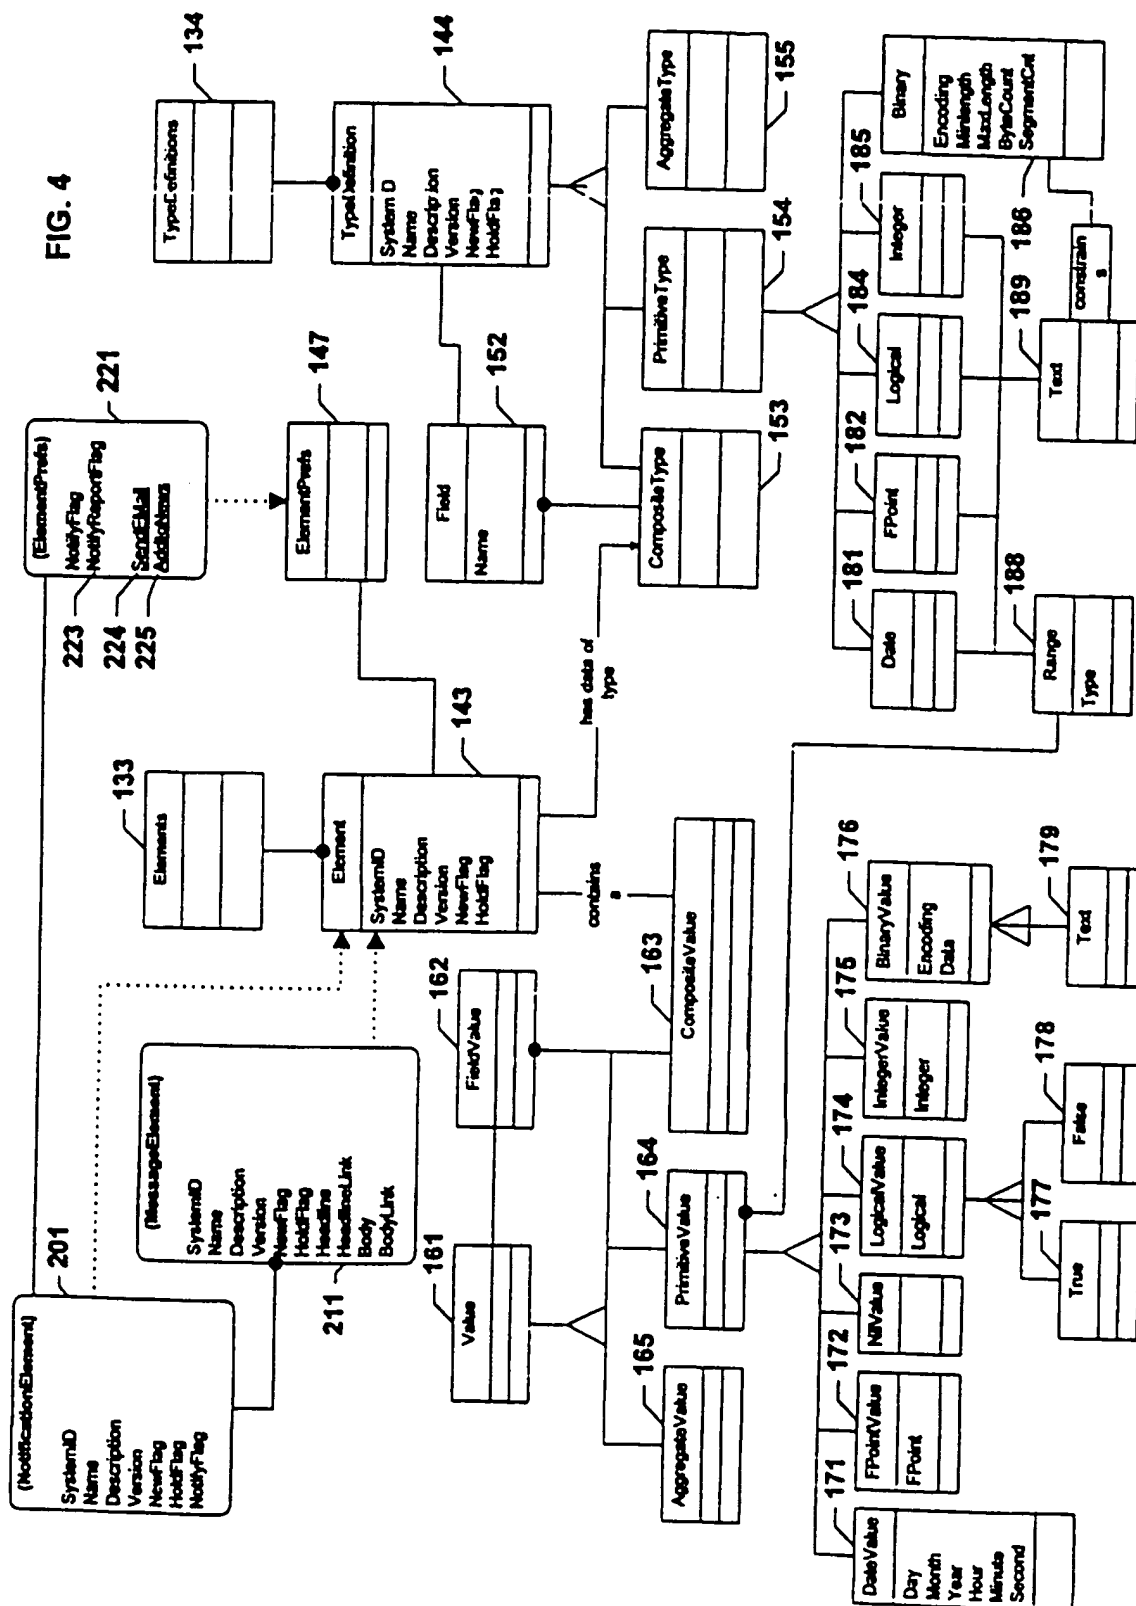 FIG. 4
(NotificationElement)
SystemID
Name
Description
Version
NewFlag
HoldFlag
NotifyFlag
201
(MessageElement)
SystemID
Name
Description
Version
NewFlag
HoldFlag
Headline
HeadlineLink
Body
BodyLink
211
Elements
133
Element
SystemID
Name
Description
Version
NewFlag
HoldFlag
143
(ElementPrefs)
NotifyFlag
NotifyReportFlag
SendEMail
AddtoNews
221
223
224
225
ElementPrefs
147
TypeDefinitions
134
TypeDefinition
System D
Name
Description
Version
NewFlag
HoldFlag
144
Field
Name
152
contains
a
has data of
type
Value
161
FieldValue
162
AggregateValue
165
PrimitiveValue
164
CompositeValue
163
CompositeType
153
PrimitiveType
154
AggregateType
155
DateValue
Day
Month
Year
Hour
Minute
Second
171
FPointValue
FPoint
172
NilValue
173
LogicalValue
Logical
174
IntegerValue
Integer
175
BinaryValue
Encoding
Data
176
True
177
False
178
Text
179
Date
181
FPoint
182
Logical
184
Integer
185
Binary
Encoding
Minlength
MaxLength
ByteCount
SegmentCnt
186
Range
Type
188
Text
189
constrain
s